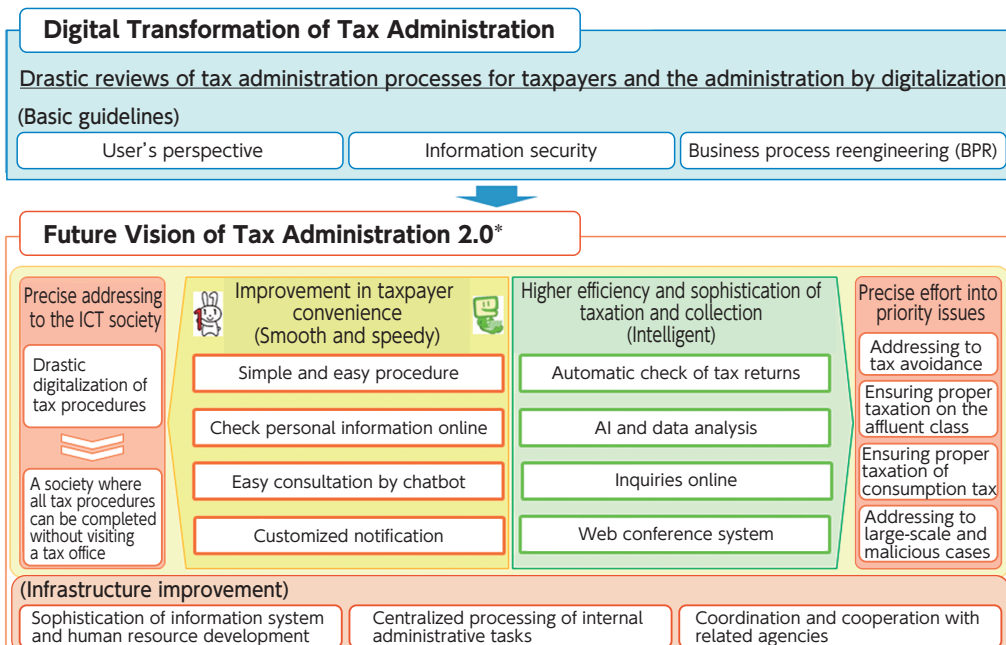 Digital Transformation of Tax Administration
Drastic reviews of tax administration processes for taxpayers and the administration by digitalization
(Basic guidelines)
User's perspective
Information security
Business process reengineering (BPR)
Future Vision of Tax Administration 2.0*
Precise addressing
to the ICT society
Drastic
digitalization of
tax procedures
A society where
all tax procedures
can be completed
without visiting
a tax office
Improvement in taxpayer
convenience
(Smooth and speedy)
Simple and easy procedure
Check personal information online
Easy consultation by chatbot
Customized notification
Higher efficiency and sophistication of
taxation and collection
(Intelligent)
Automatic check of tax returns
AI and data analysis
Inquiries online
Web conference system
Precise effort into
priority issues
Addressing to
tax avoidance
Ensuring proper
taxation on the
affluent class
Ensuring proper
taxation of
consumption tax
Addressing to
large-scale and
malicious cases
(Infrastructure improvement)
Sophistication of information system
and human resource development
Centralized processing of internal
administrative tasks
Coordination and cooperation with
related agencies